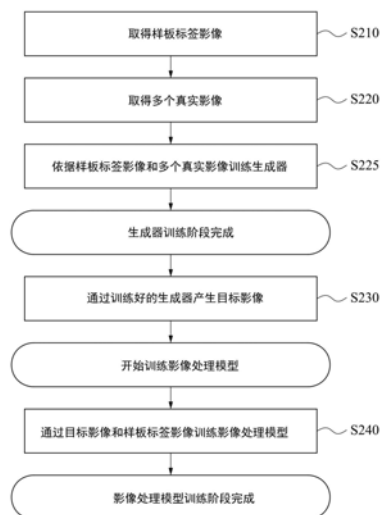 取得样板标签影像 S210
取得多个真实影像 S220
依据样板标签影像和多个真实影像训练生成器 S225
生成器训练阶段完成
通过训练好的生成器产生目标影像 S230
开始训练影像处理模型
通过目标影像和样板标签影像训练影像处理模型 S240
影像处理模型训练阶段完成